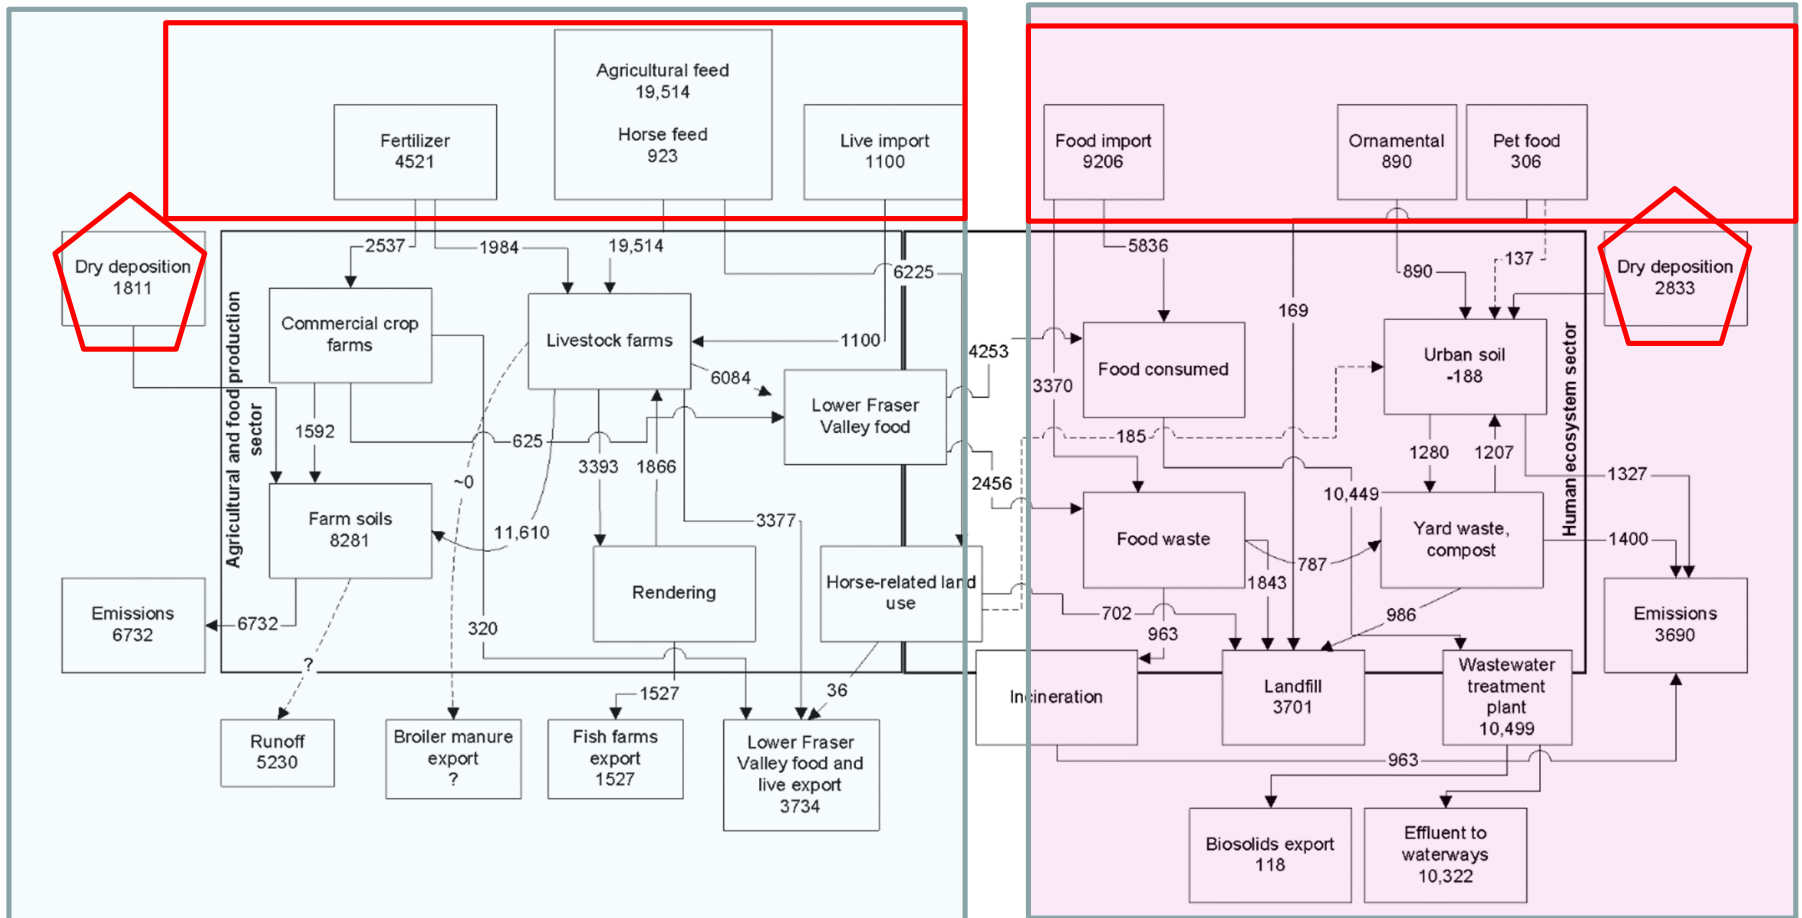 Agricultural feed
19,514
Horse feed
923
Fertilizer
4521
Live import
1100
Food import
9206
Ornamental
890
Pet food
306
Dry deposition
1811
2537
1984
19,514
6225
5836
890
137
Dry deposition
2833
Agricultural and food production
sector
Commercial crop
farms
Livestock farms
1100
169
4253
Food consumed
Urban soil
-188
Human ecosystem sector
6084
3370
Lower Fraser
Valley food
1592
625
185
3393
1866
1280
1207
~0
2456
10,449
1327
Farm soils
8281
11,610
3377
Food waste
787
Yard waste,
compost
1400
1843
Rendering
Horse-related land
use
702
986
963
Emissions
6732
6732
320
Emissions
3690
?
1527
36
Incineration
Landfill
3701
Wastewater
treatment
plant
10,499
Runoff
5230
Broiler manure
export
?
Fish farms
export
1527
Lower Fraser
Valley food and
live export
3734
963
Biosolids export
118
Effluent to
waterways
10,322